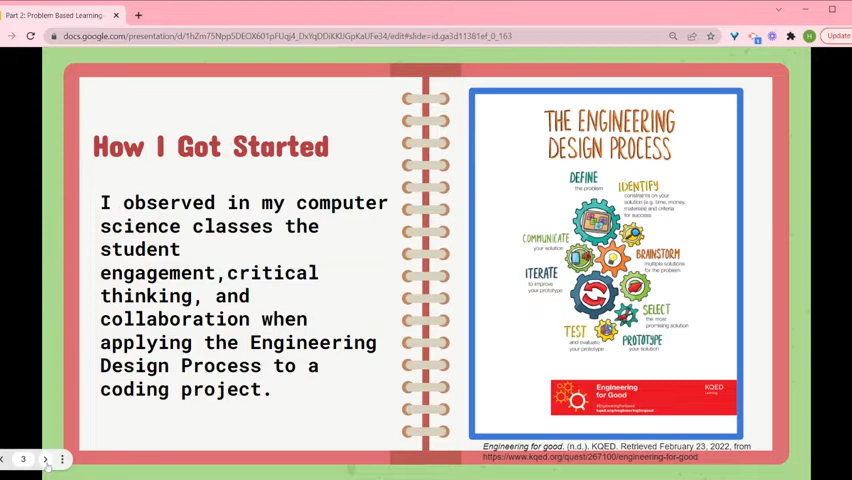 Part 2: Problem Based Learning
docs.google.com/presentation/d/1hZm75Npp5DEOX601pFUqj4_DxYqDDiKKIJGpKaUFe34/edit#slide=id.ga3d11381ef_0_163
H
Update
How I Got Started
I observed in my computer
science classes the
student
engagement,critical
thinking, and
collaboration when
applying the Engineering
Design Process to a
coding project.
THE ENGINEERING
DESIGN PROCESS
DEFINE
the problem
IDENTIFY
constraints on your
solution (e.g. time, money,
materials) and criteria
for success
COMMUNICATE
your solution
BRAINSTORM
multiple solutions
for the problem
ITERATE
to improve
your prototype
SELECT
the most
promising solution
TEST
and evaluate
your prototype
PROTOTYPE
your solution
Engineering
for Good
#EngineeringForGood
kqed.org/engineeringforgood
KQED
Learning
Engineering for good. (n.d.). KQED. Retrieved February 23, 2022, from
https://www.kqed.org/quest/267100/engineering-for-good
3